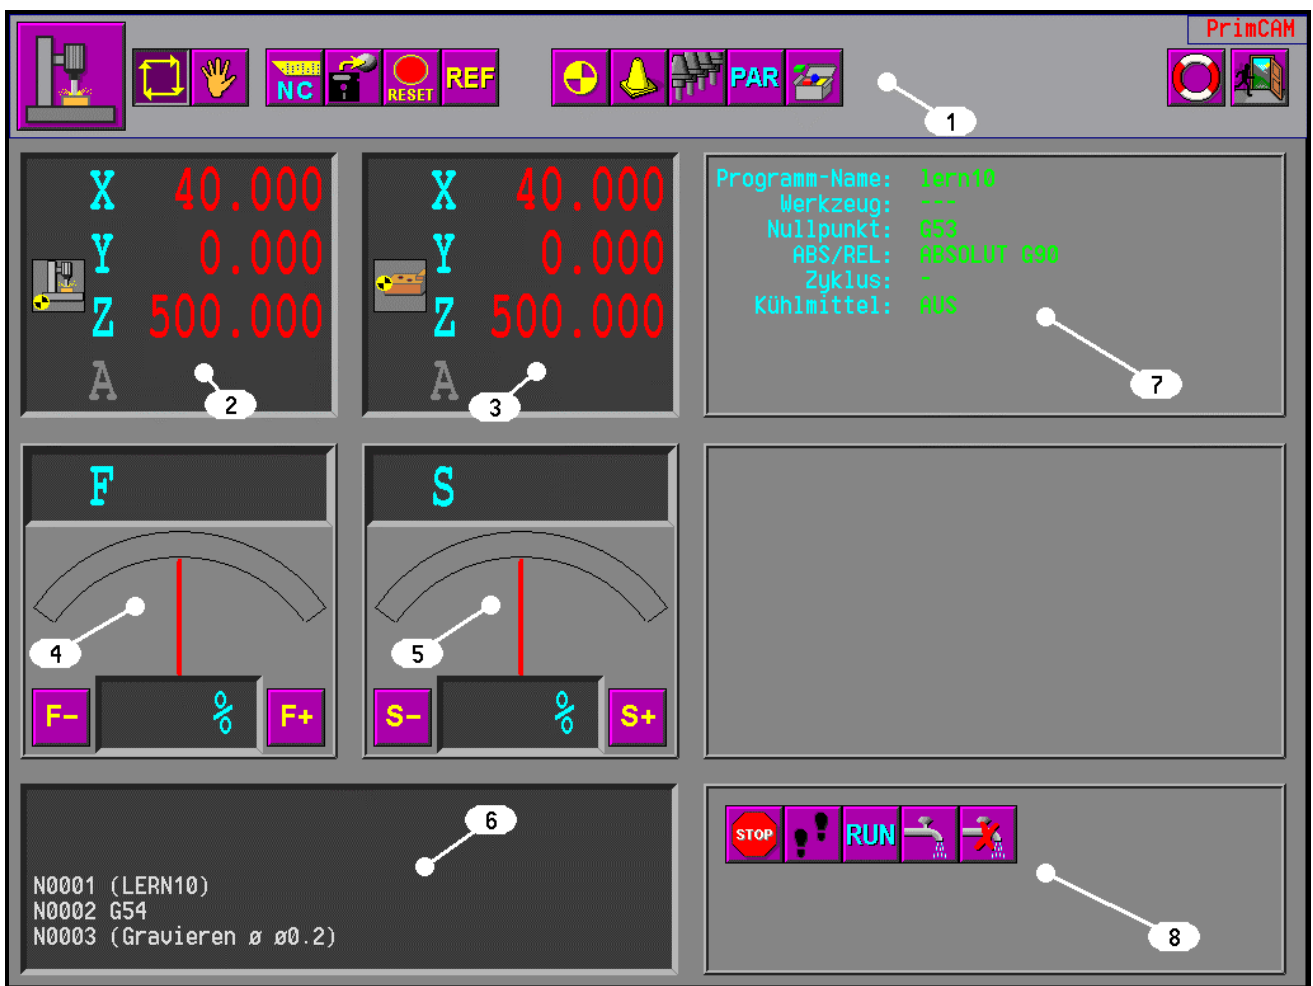 PrimCAM
NC
RESET
REF
PAR
1
X 40.000
Y 0.000
Z 500.000
A
2
X 40.000
Y 0.000
Z 500.000
A
3
Programm-Name: lern10
Werkzeug: ---
Nullpunkt: G53
ABS/REL: ABSOLUT G90
Zyklus: -
Kühlmittel: AUS
7
F
4
F- % F+
S
5
S- % S+
6
N0001 (LERN10)
N0002 G54
N0003 (Gravieren ø ø0.2)
STOP
RUN
8